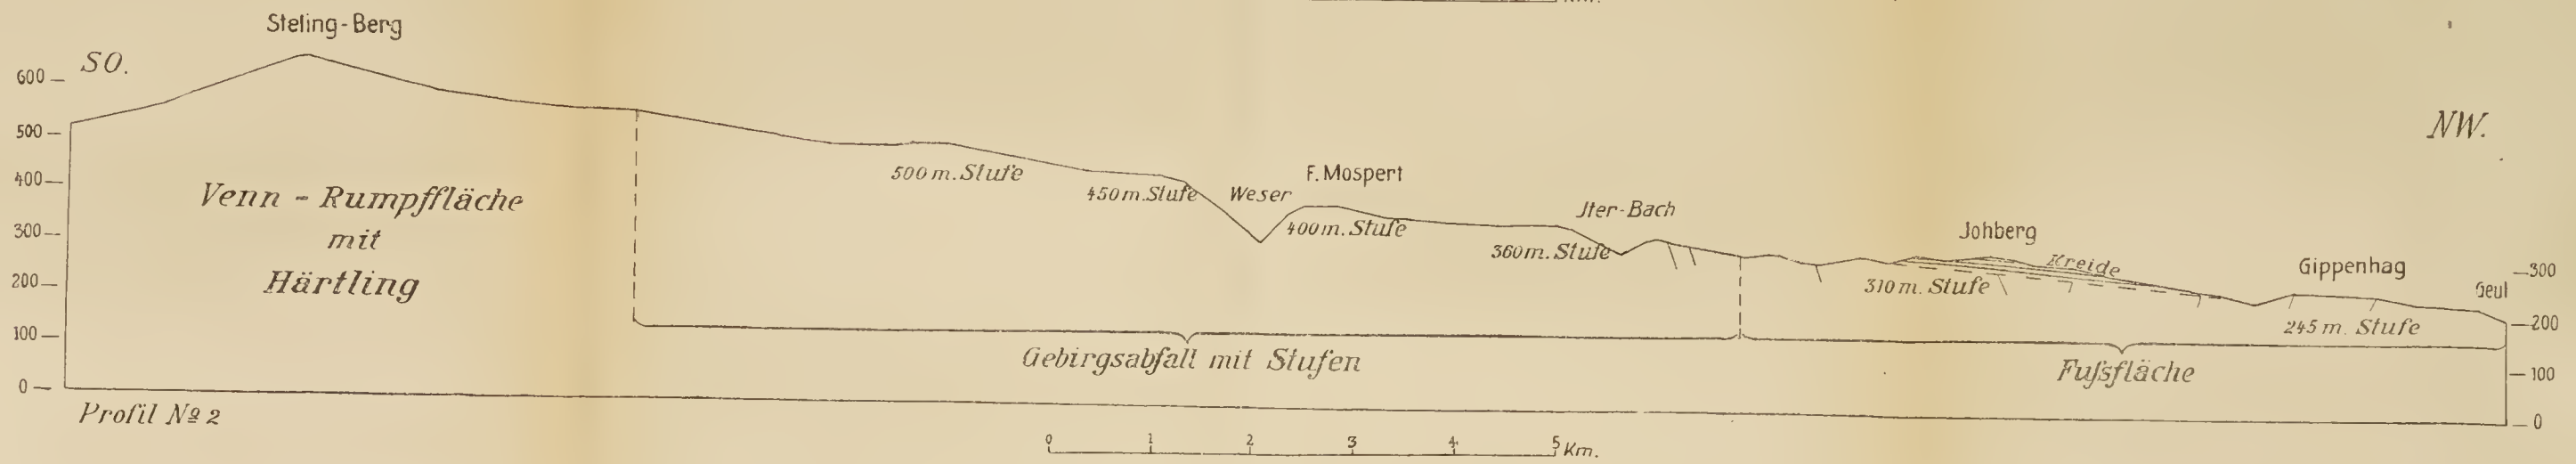 Steling-Berg
SO.
NW.
600
500
400
300
200
100
0
Venn - Rumpffläche
mit
Härtling
500 m. Stufe
450 m. Stufe
Weser
F. Mospert
400 m. Stufe
Jter-Bach
360 m. Stufe
Johberg
Kreide
310 m. Stufe
Gippenhag
Geul
245 m. Stufe
300
200
100
0
Gebirgsabfall mit Stufen
Fußfläche
Profil № 2
0 1 2 3 4 5 Km.